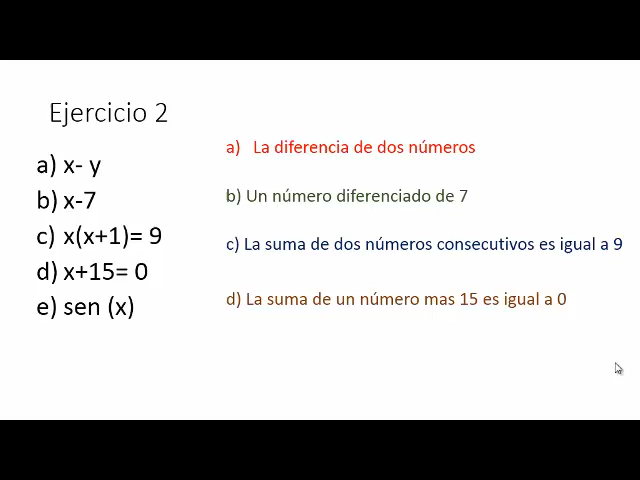 Ejercicio 2
a) x- y
b) x-7
c) x(x+1)= 9
d) x+15= 0
e) sen (x)
a) La diferencia de dos números
b) Un número diferenciado de 7
c) La suma de dos números consecutivos es igual a 9
d) La suma de un número mas 15 es igual a 0